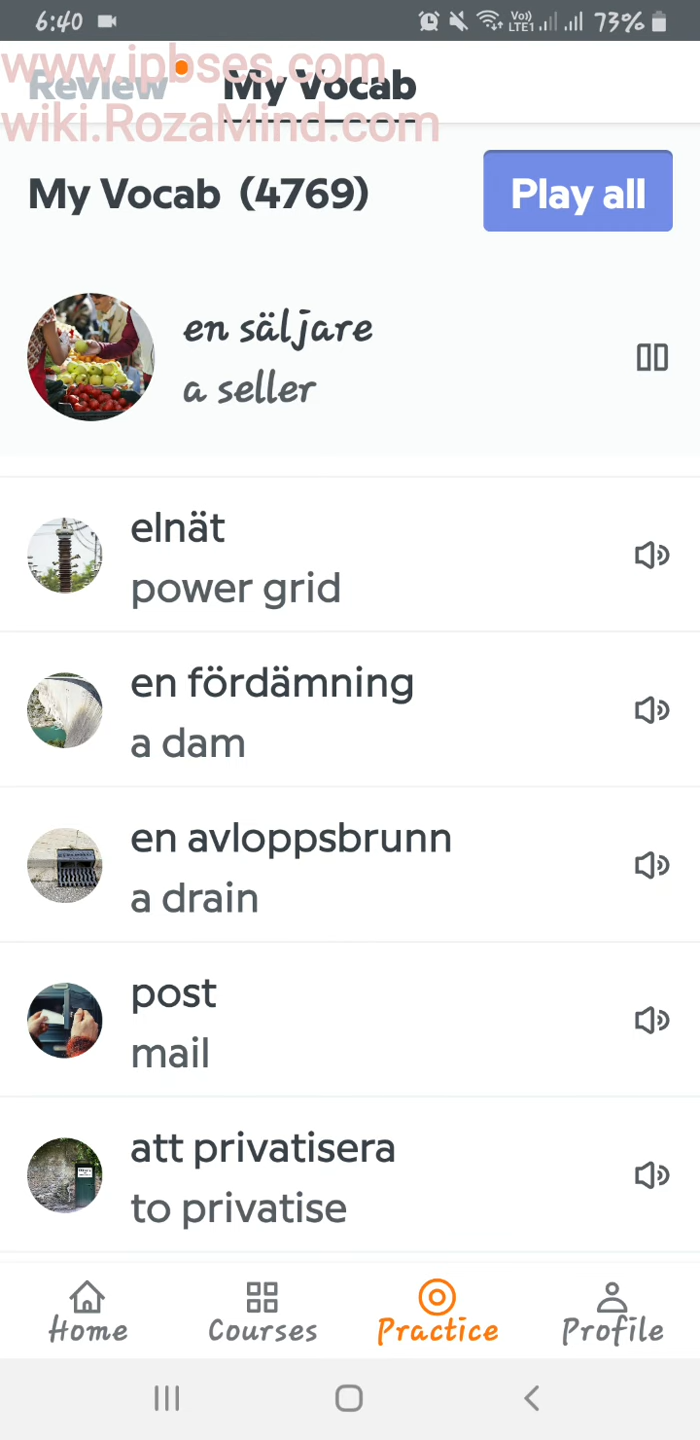 6:40
Vo)) LTE1 73%
www.ipbses.com
Review My Vocab
wiki.RozaMind.com
My Vocab (4769) Play all
en säljare
a seller
elnät
power grid
en fördämning
a dam
en avloppsbrunn
a drain
post
mail
att privatisera
to privatise
Home Courses Practice Profile